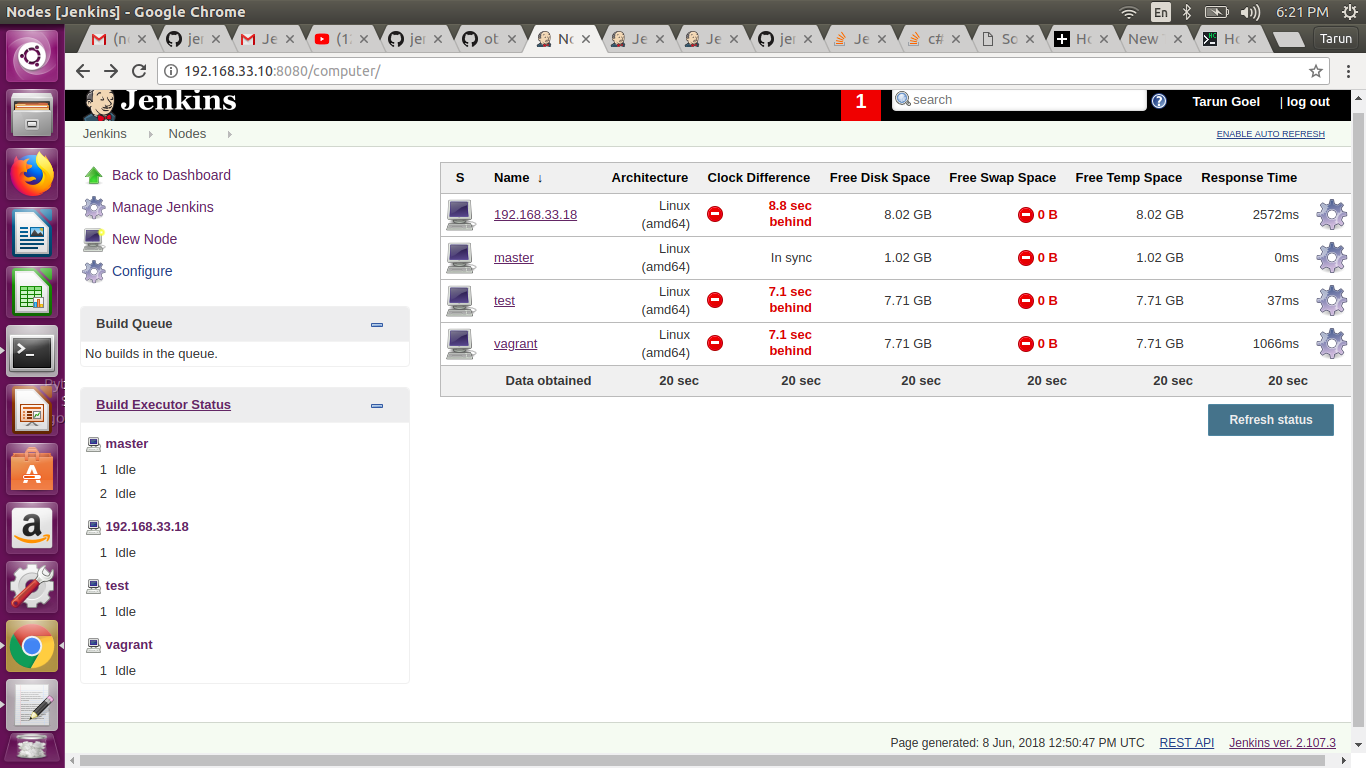 Nodes [Jenkins] - Google Chrome
En
6:21 PM
(n
jer
Je
(1
jer
ot
No
Je
Je
jer
Je
c#
So
Ho
New
Ho
Tarun
192.168.33.10:8080/computer/
Jenkins
1
search
Tarun Goel
| log out
Jenkins
Nodes
ENABLE AUTO REFRESH
Back to Dashboard
Manage Jenkins
New Node
Configure
Build Queue
No builds in the queue.
Build Executor Status
master
1 Idle
2 Idle
192.168.33.18
1 Idle
test
1 Idle
vagrant
1 Idle
S Name ↓ Architecture Clock Difference Free Disk Space Free Swap Space Free Temp Space Response Time
192.168.33.18 Linux (amd64) 8.8 sec behind 8.02 GB 0 B 8.02 GB 2572ms
master Linux (amd64) In sync 1.02 GB 0 B 1.02 GB 0ms
test Linux (amd64) 7.1 sec behind 7.71 GB 0 B 7.71 GB 37ms
vagrant Linux (amd64) 7.1 sec behind 7.71 GB 0 B 7.71 GB 1066ms
Data obtained 20 sec 20 sec 20 sec 20 sec 20 sec 20 sec
Refresh status
Page generated: 8 Jun, 2018 12:50:47 PM UTC REST API Jenkins ver. 2.107.3